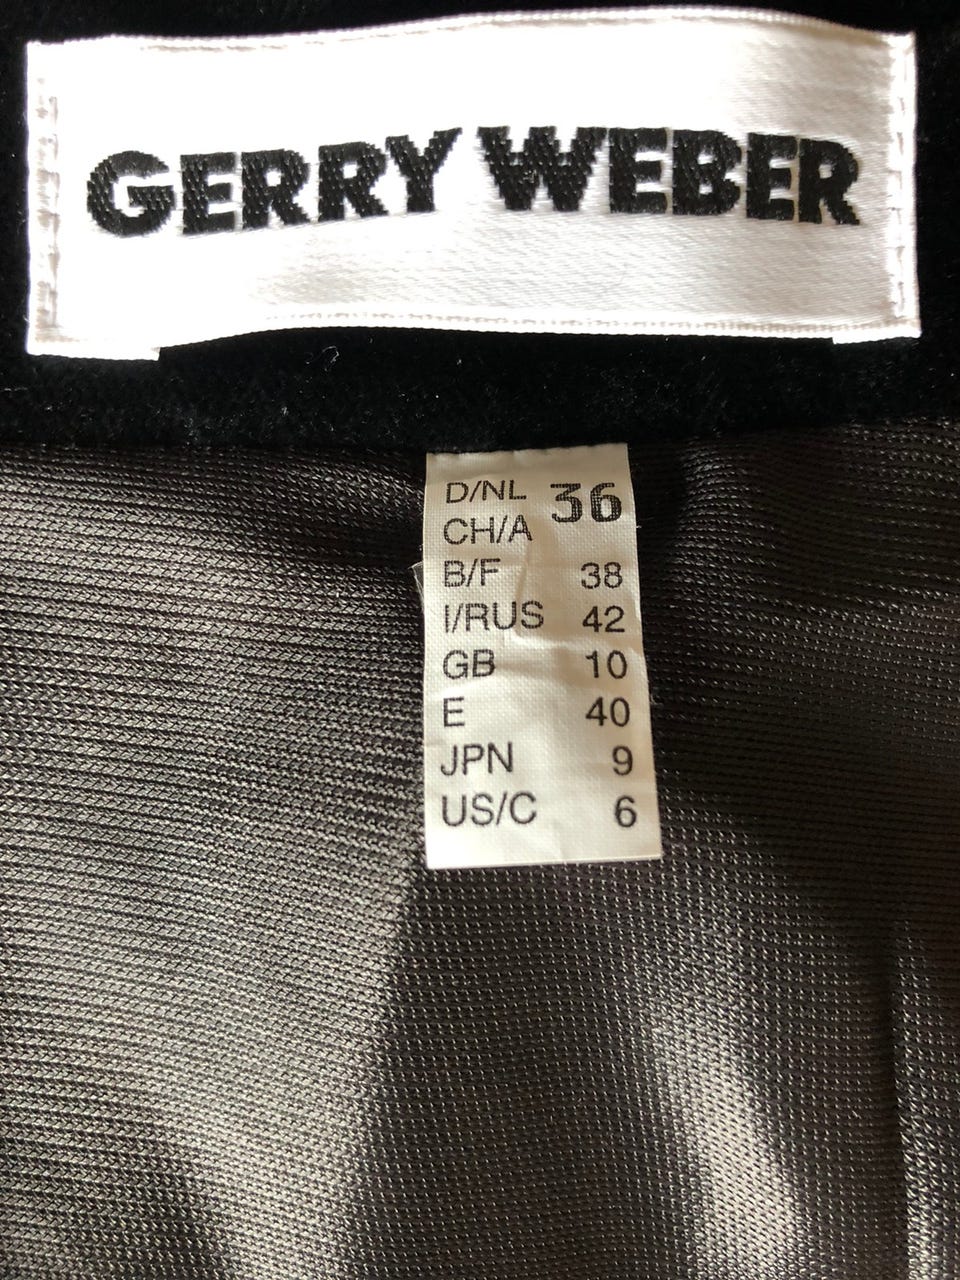 GERRY WEBER
D/NL 36
CH/A
B/F 38
I/RUS 42
GB 10
E 40
JPN 9
US/C 6